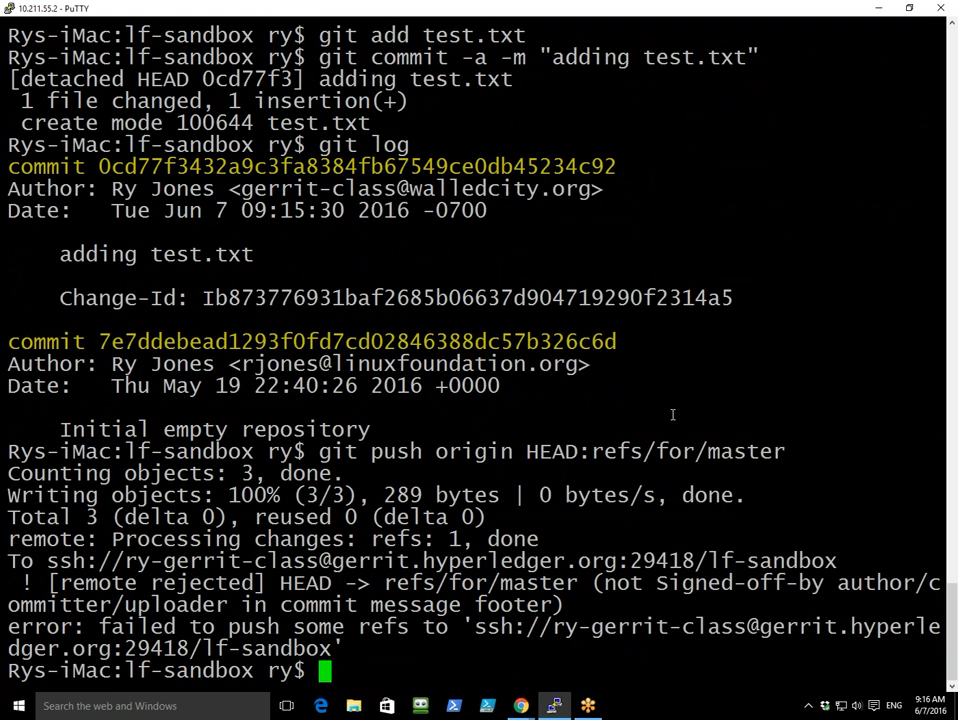 10.211.55.2 - PuTTY
Rys-iMac:lf-sandbox ry$ git add test.txt
Rys-iMac:lf-sandbox ry$ git commit -a -m "adding test.txt"
[detached HEAD 0cd77f3] adding test.txt
 1 file changed, 1 insertion(+)
 create mode 100644 test.txt
Rys-iMac:lf-sandbox ry$ git log
commit 0cd77f3432a9c3fa8384fb67549ce0db45234c92
Author: Ry Jones <gerrit-class@walledcity.org>
Date:   Tue Jun 7 09:15:30 2016 -0700
    adding test.txt
    Change-Id: Ib873776931baf2685b06637d904719290f2314a5
commit 7e7ddebead1293f0fd7cd02846388dc57b326c6d
Author: Ry Jones <rjones@linuxfoundation.org>
Date:   Thu May 19 22:40:26 2016 +0000
    Initial empty repository
Rys-iMac:lf-sandbox ry$ git push origin HEAD:refs/for/master
Counting objects: 3, done.
Writing objects: 100% (3/3), 289 bytes | 0 bytes/s, done.
Total 3 (delta 0), reused 0 (delta 0)
remote: Processing changes: refs: 1, done
To ssh://ry-gerrit-class@gerrit.hyperledger.org:29418/lf-sandbox
 ! [remote rejected] HEAD -> refs/for/master (not Signed-off-by author/c
ommitter/uploader in commit message footer)
error: failed to push some refs to 'ssh://ry-gerrit-class@gerrit.hyperle
dger.org:29418/lf-sandbox'
Rys-iMac:lf-sandbox ry$
Search the web and Windows
9:16 AM
6/7/2016